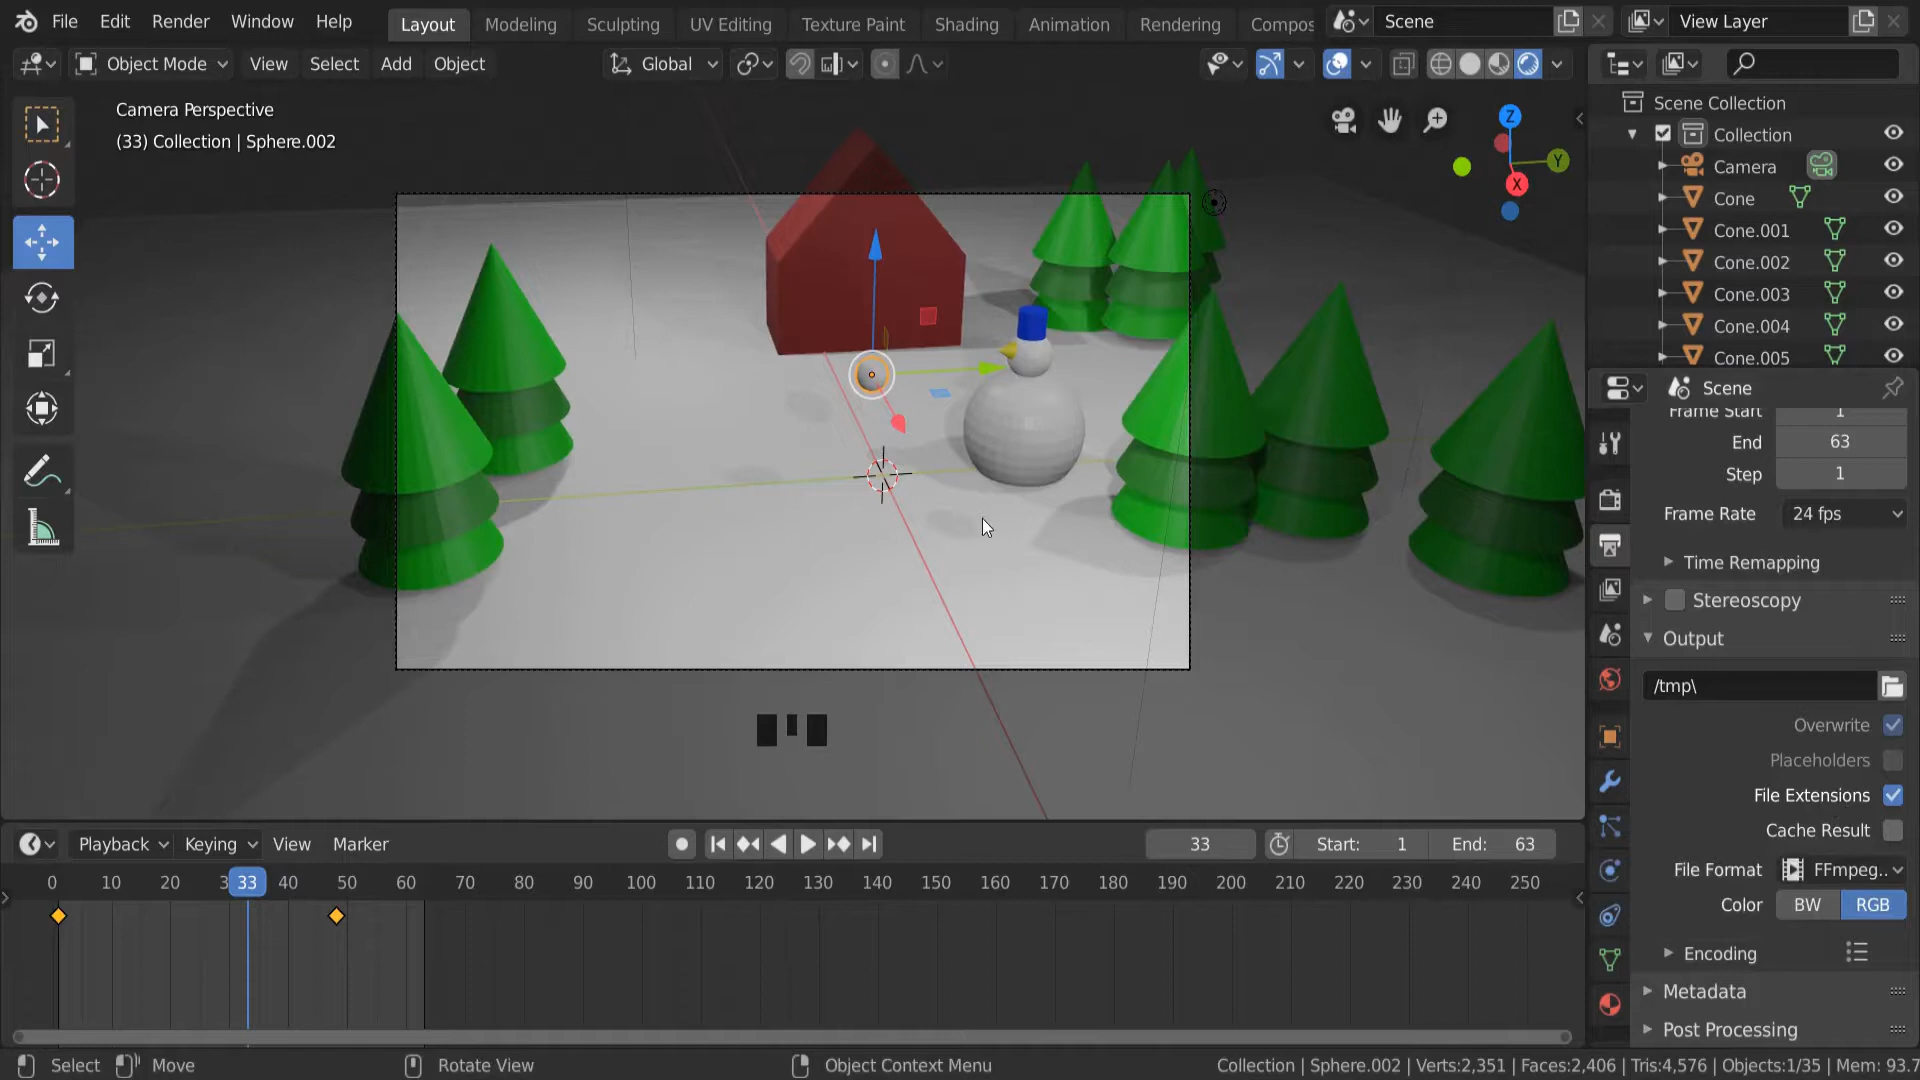 File Edit Render Window Help Layout Modeling Sculpting UV Editing Texture Paint Shading Animation Rendering Compos Scene View Layer
Object Mode View Select Add Object Global
Camera Perspective
(33) Collection | Sphere.002
Z
Y
X
Scene Collection
Collection
Camera
Cone
Cone.001
Cone.002
Cone.003
Cone.004
Cone.005
Scene
Frame Start 1
End 63
Step 1
Frame Rate 24 fps
Time Remapping
Stereoscopy
Output
/tmp\
Overwrite
Placeholders
File Extensions
Cache Result
File Format FFmpeg..
Color BW RGB
Encoding
Metadata
Post Processing
Playback Keying View Marker 33 Start: 1 End: 63
0 10 20 3 33 40 50 60 70 80 90 100 110 120 130 140 150 160 170 180 190 200 210 220 230 240 250
Select Move Rotate View Object Context Menu Collection | Sphere.002 | Verts:2,351 | Faces:2,406 | Tris:4,576 | Objects:1/35 | Mem: 93.7